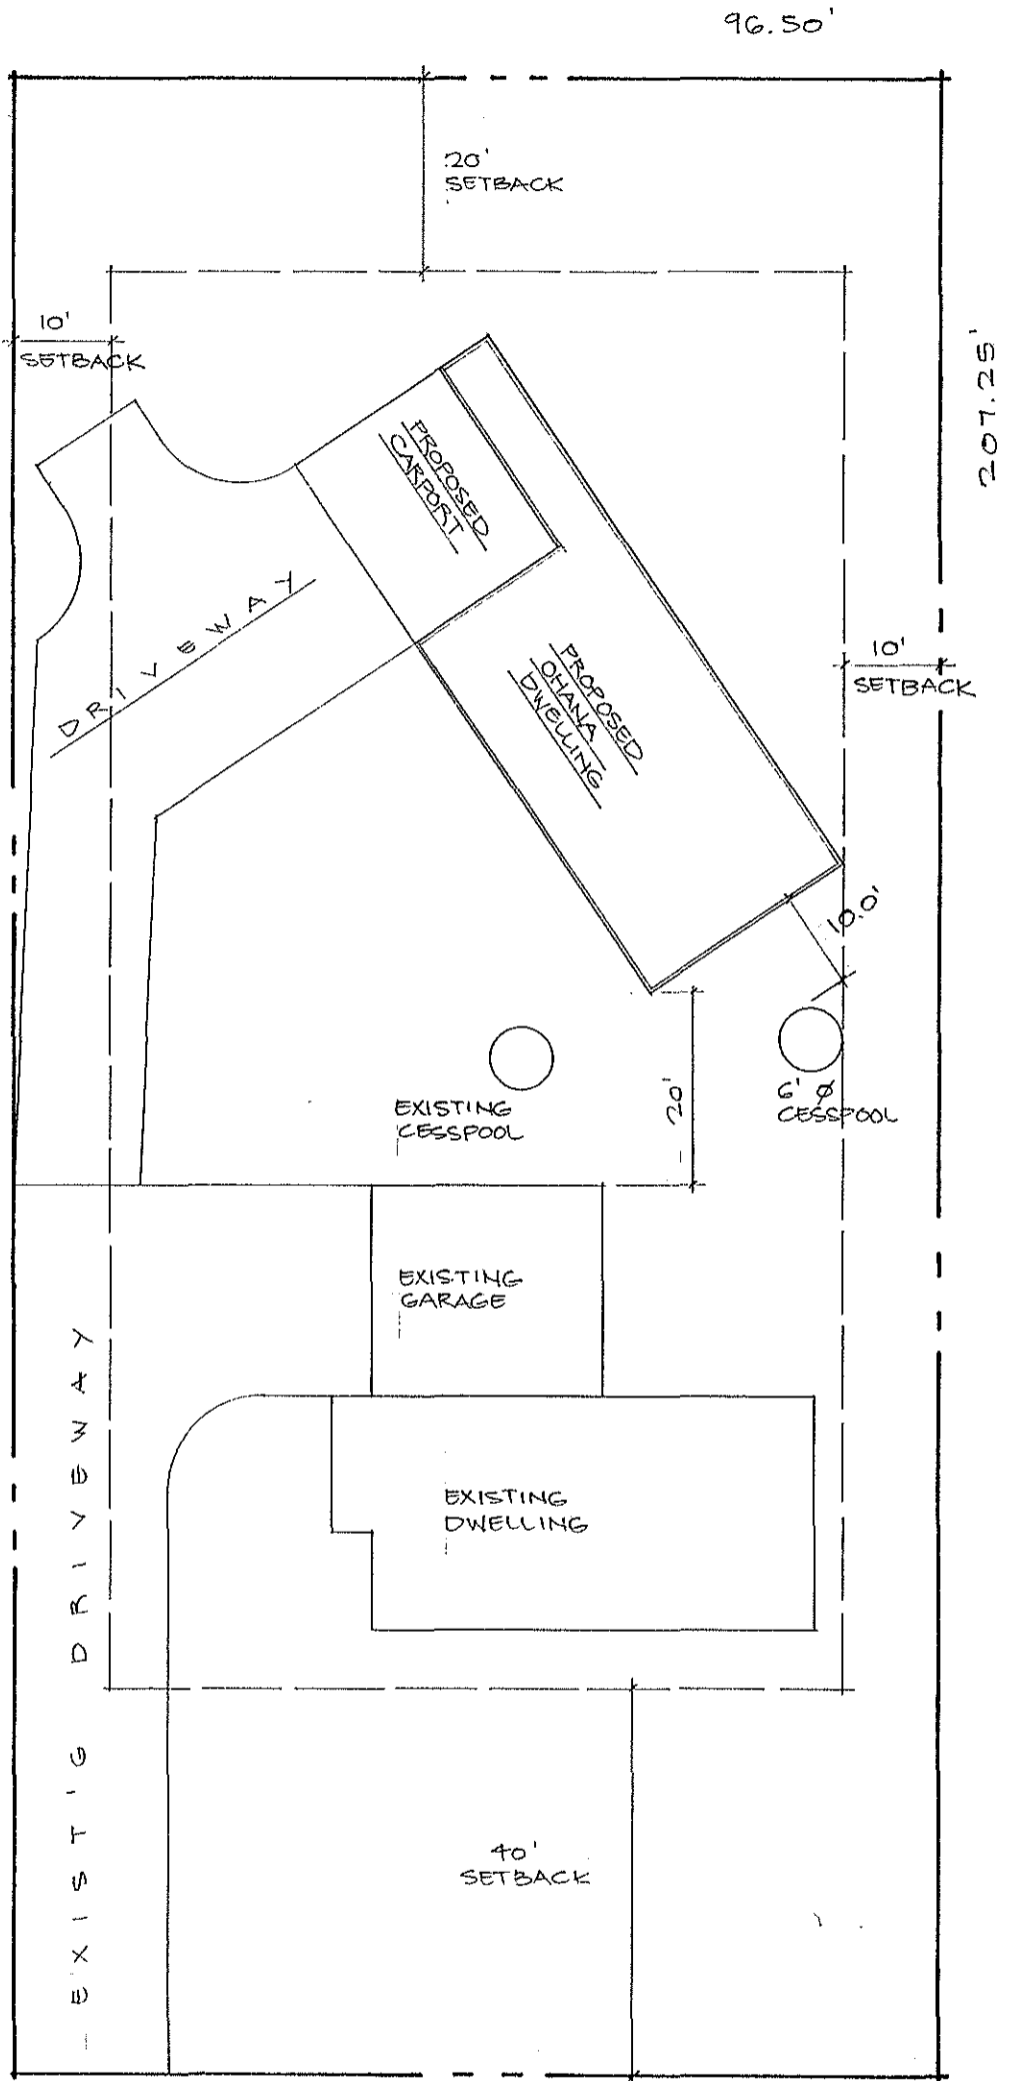 96.50'
20'
SETBACK
10'
SETBACK
207.25'
PROPOSED
CARPORT
DRIVEWAY
PROPOSED
OHANA
DWELLING
10'
SETBACK
10.0'
20'
EXISTING
CESSPOOL
6' Ø
CESSPOOL
EXISTING
GARAGE
EXISTING
DWELLING
EXISTIG DRIVEWAY
40'
SETBACK